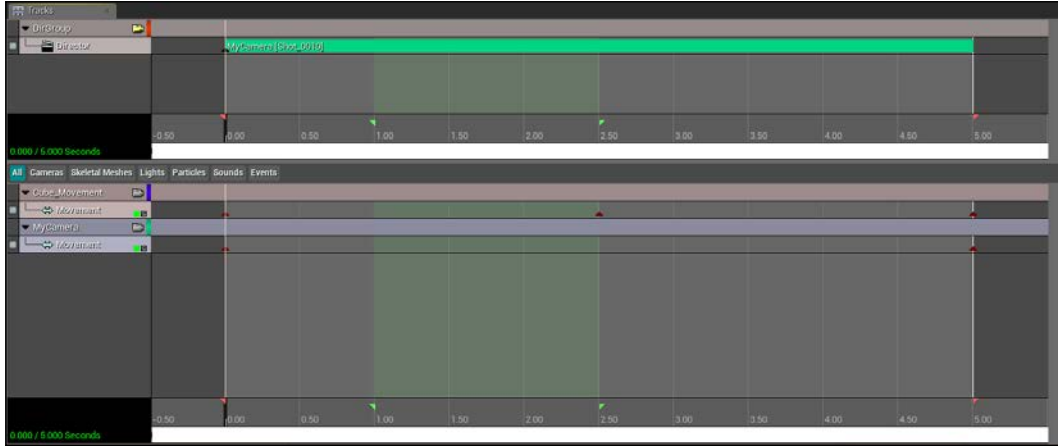 Tracks
DirGroup
Director
MyCamera [Shot_0010]
-0.50 0.00 0.50 1.00 1.50 2.00 2.50 3.00 3.50 4.00 4.50 5.00
0.000 / 5.000 Seconds
All Cameras Skeletal Meshes Lights Particles Sounds Events
Cube_Movement
Movement
MyCamera
Movement
-0.50 0.00 0.50 1.00 1.50 2.00 2.50 3.00 3.50 4.00 4.50 5.00
0.000 / 5.000 Seconds